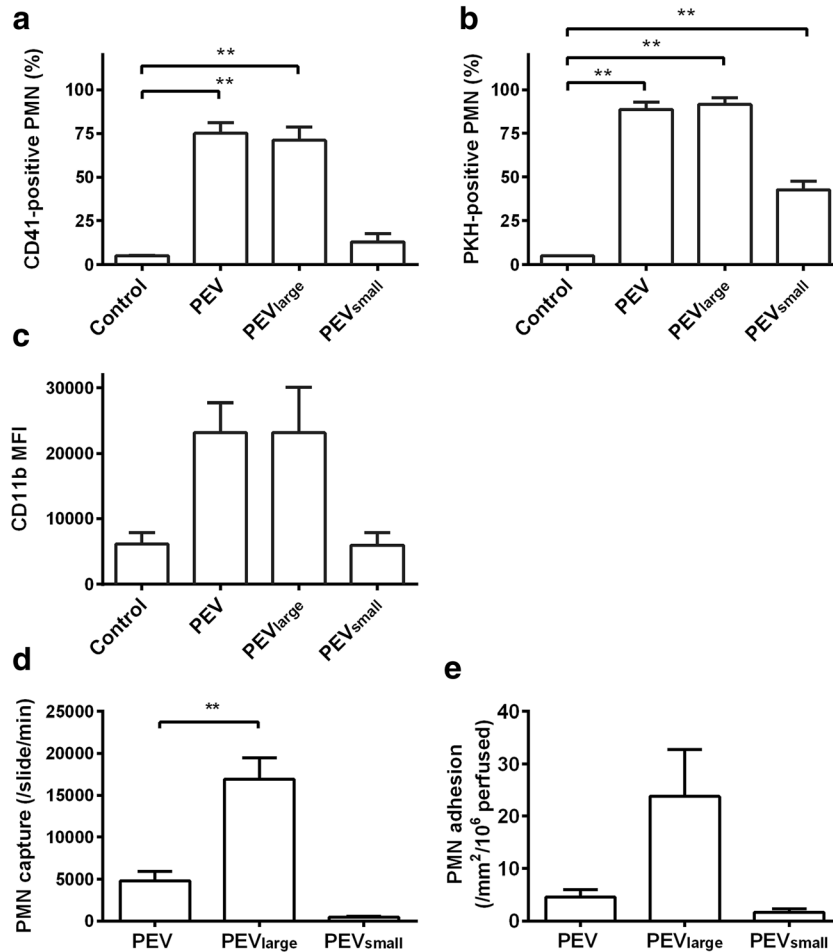 a
CD41-positive PMN (%)
100
75
50
25
0
**
**
Control
PEV
PEVlarge
PEVsmall
b
PKH-positive PMN (%)
100
75
50
25
0
**
**
**
Control
PEV
PEVlarge
PEVsmall
c
CD11b MFI
30000
20000
10000
0
Control
PEV
PEVlarge
PEVsmall
d
PMN capture (/slide/min)
25000
20000
15000
10000
5000
0
**
PEV
PEVlarge
PEVsmall
e
PMN adhesion
(/mm²/10⁶ perfused)
40
30
20
10
0
PEV
PEVlarge
PEVsmall